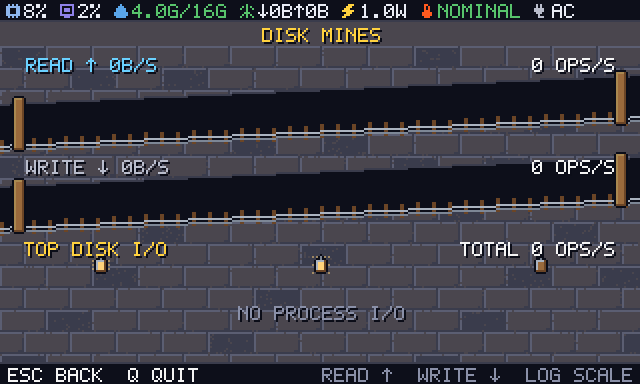 8% 2% 4.0G/16G ↓0B↑0B 1.0W NOMINAL AC
DISK MINES
READ ↑ 0B/S 0 OPS/S
WRITE ↓ 0B/S 0 OPS/S
TOP DISK I/O TOTAL 0 OPS/S
NO PROCESS I/O
ESC BACK Q QUIT READ ↑ WRITE ↓ LOG SCALE